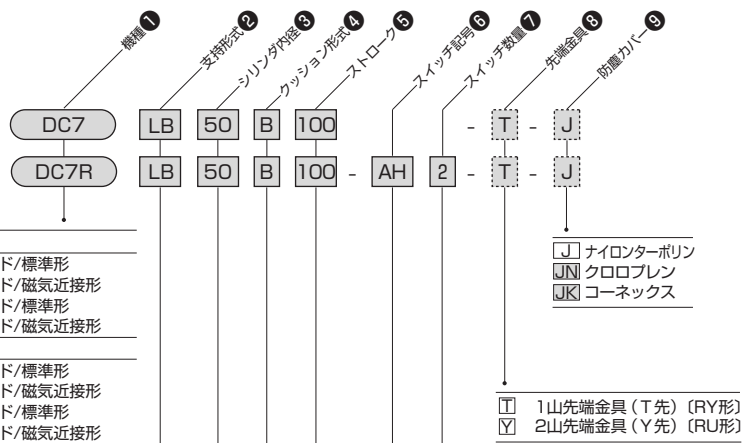 機種❶
支持形式❷
シリンダ内径❸
クッション形式❹
ストローク❺
スイッチ記号❻
スイッチ数量❼
先端金具❽
防塵カバー❾
DC7 LB 50 B 100 - T - J
DC7R LB 50 B 100 - AH 2 - T - J
J ナイロンターポリン
JN クロロプレン
JK コーネックス
ド/標準形
ド/磁気近接形
ド/標準形
ド/磁気近接形
ド/標準形
ド/磁気近接形
ド/標準形
ド/磁気近接形
T 1山先端金具(T先)〔RY形〕
Y 2山先端金具(Y先)〔RU形〕